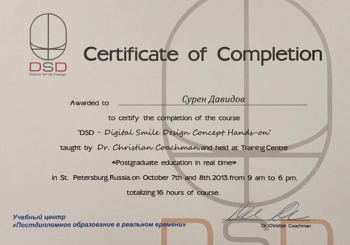 DSD
Digital Smile Design
Certificate of Completion
Awarded to Сурен Давидов
to certify the completion of the course
"DSD - Digital Smile Design Concept Hands-on"
taught by Dr. Christian Coachman and held at Training Centre
«Postgraduate education in real time»
in St. Petersburg, Russia on October 7th and 8th, 2013 from 9 am to 6 pm,
totalizing 16 hours of course.
Учебный центр
«Постдипломное образование в реальном времени»
Dr. Christian Coachman
DSD